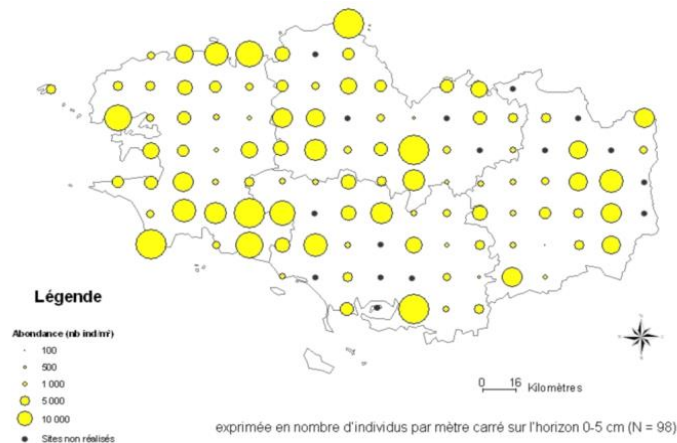 Légende
Abondance (nb ind/m²)
100
500
1 000
5 000
10 000
Sites non réalisés
0 16 Kilomètres
exprimée en nombre d'individus par mètre carré sur l'horizon 0-5 cm (N = 98)